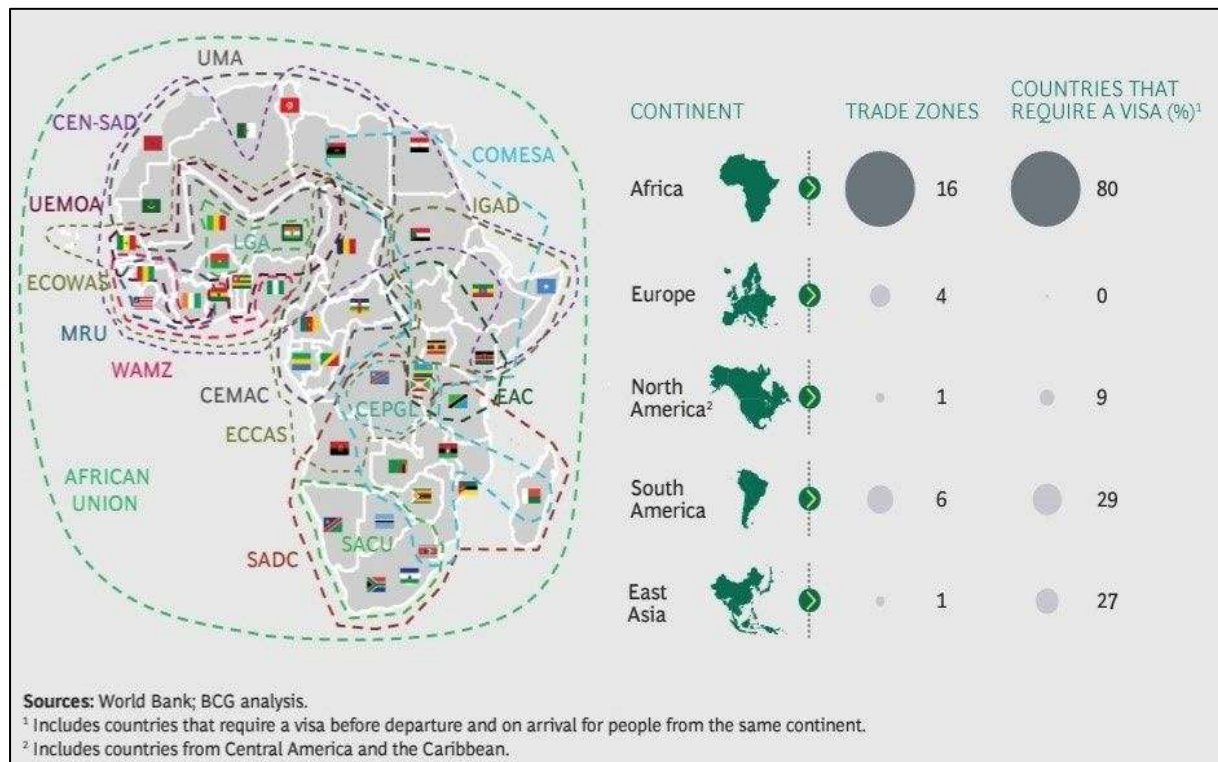 UMA
CEN-SAD
COMESA
UEMOA
IGAD
LGA
ECOWAS
MRU
WAMZ
CEMAC
EAC
CEPGL
ECCAS
AFRICAN
UNION
SACU
SADC
CONTINENT
TRADE ZONES
COUNTRIES THAT
REQUIRE A VISA (%)¹
Africa
16
80
Europe
4
0
North
America²
1
9
South
America
6
29
East
Asia
1
27
Sources: World Bank; BCG analysis.
¹ Includes countries that require a visa before departure and on arrival for people from the same continent.
² Includes countries from Central America and the Caribbean.